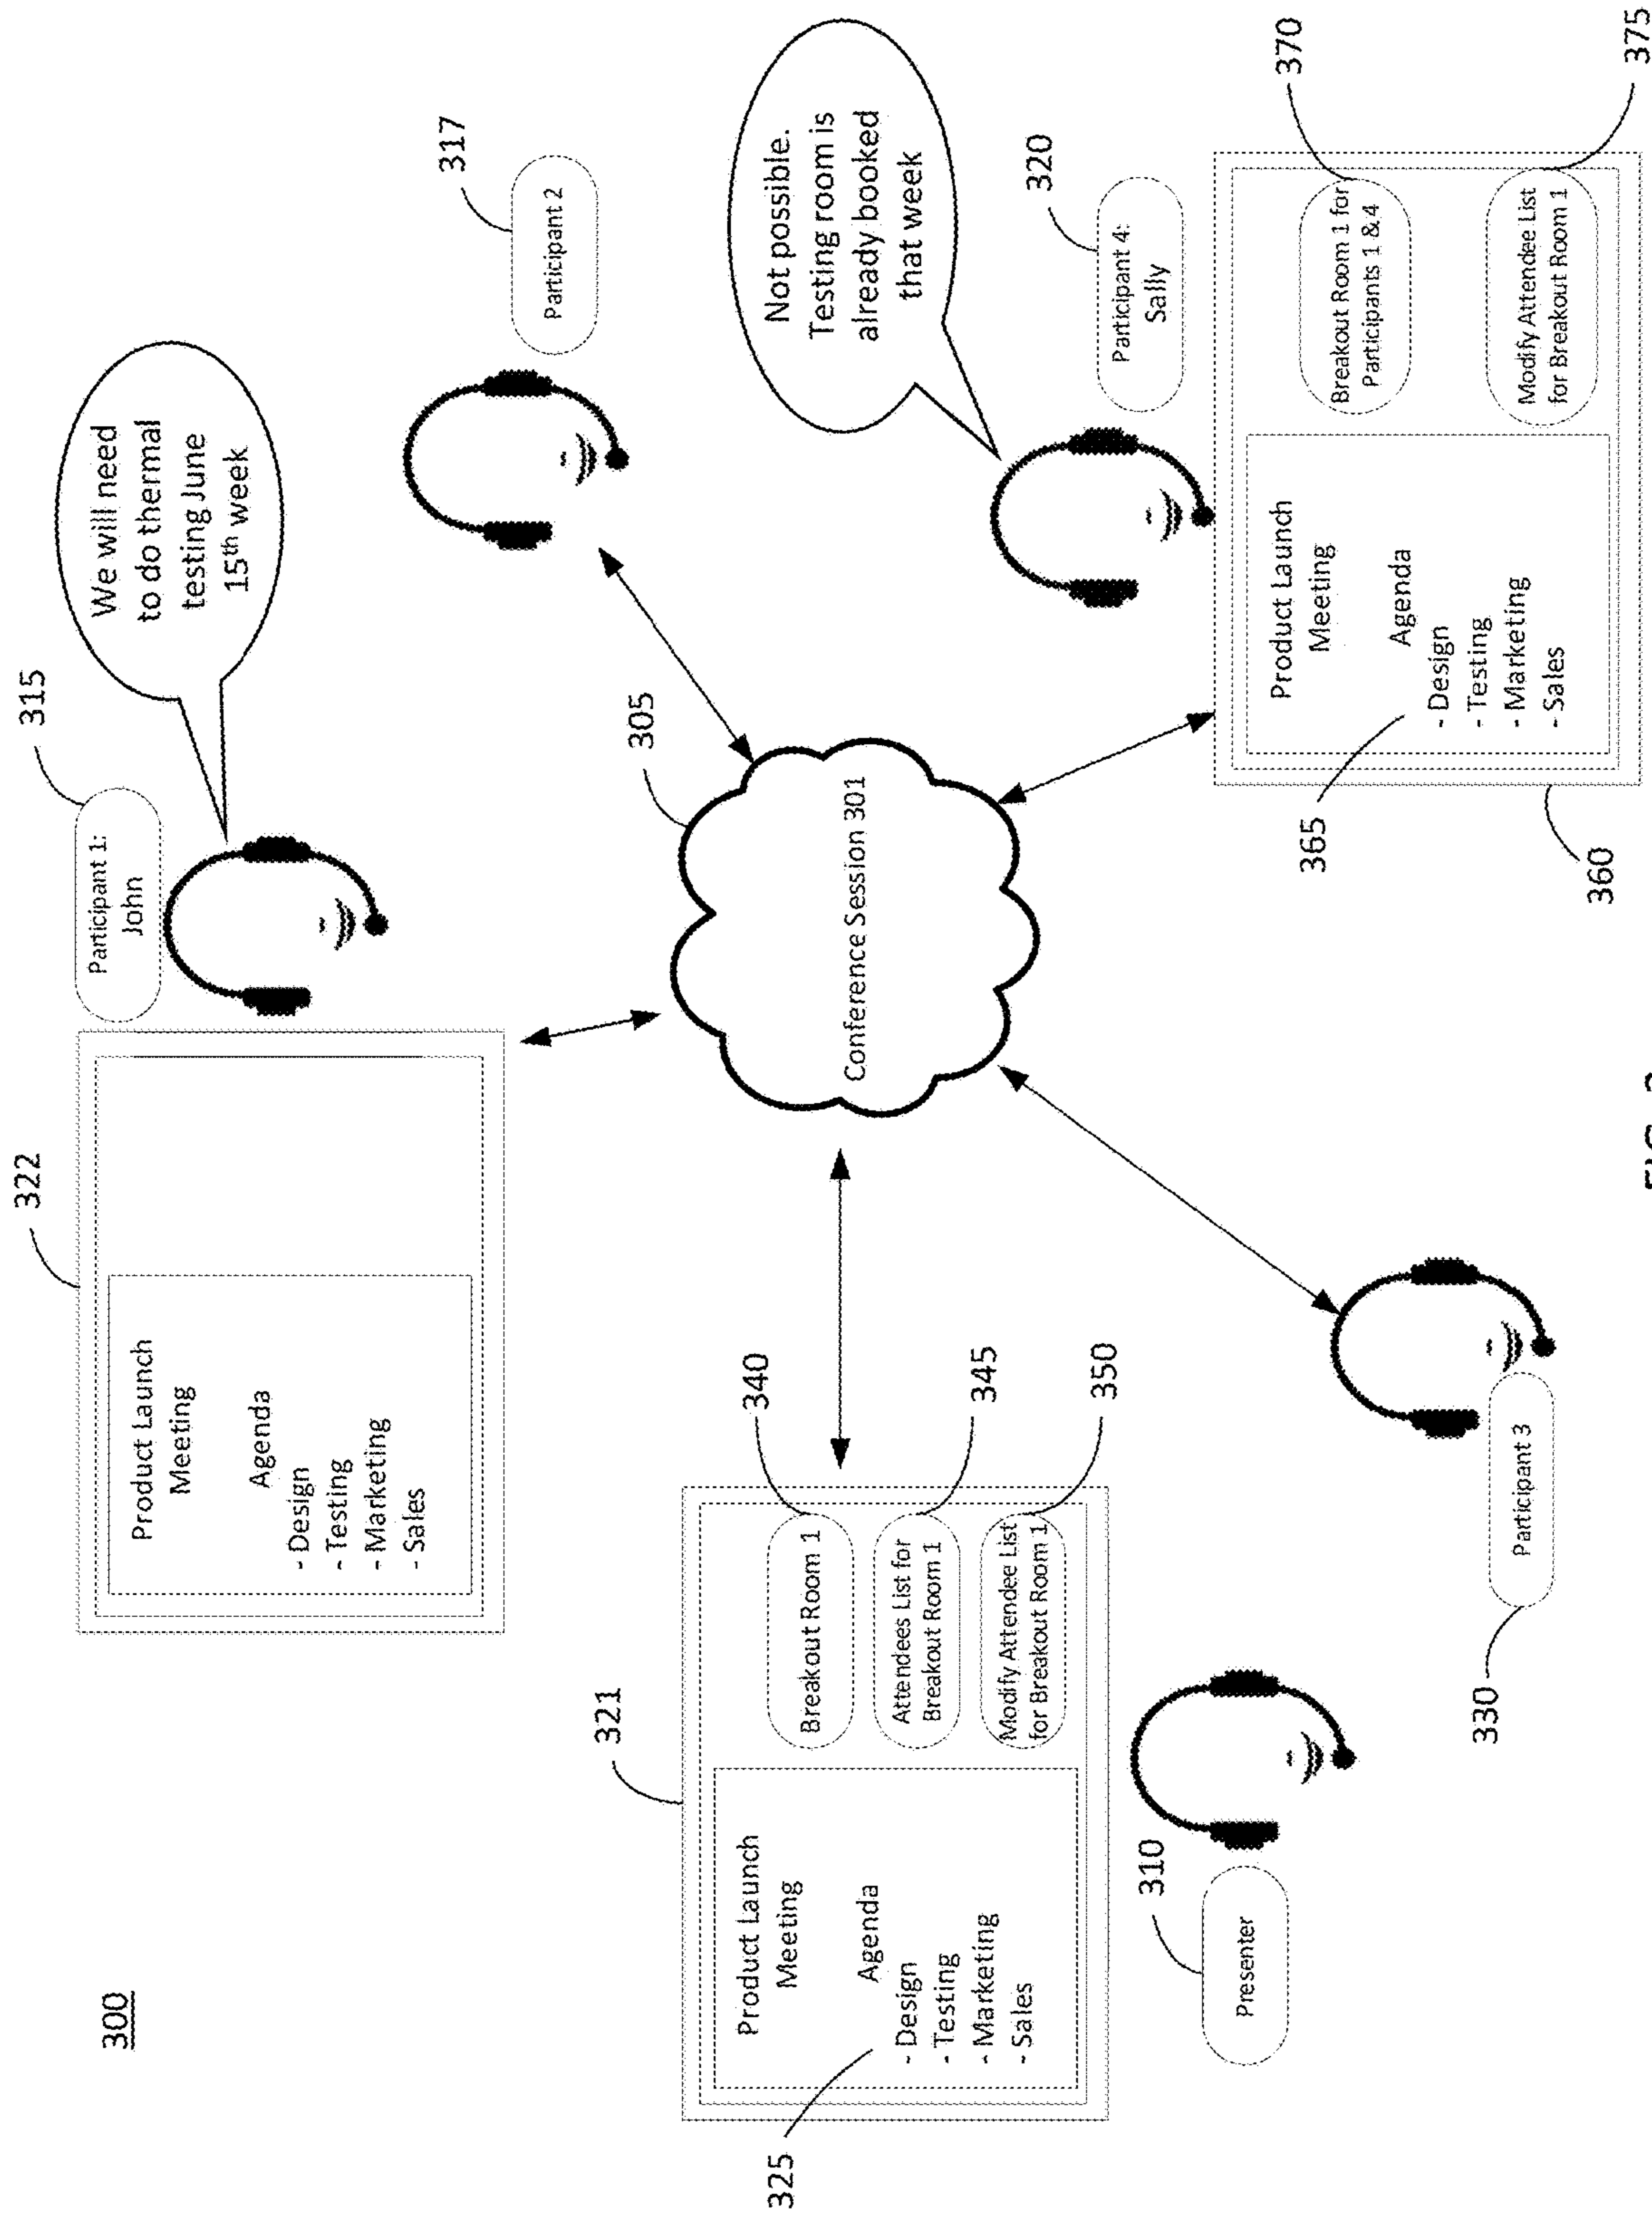 300
322
Product Launch
Meeting
Agenda
- Design
- Testing
- Marketing
- Sales
315
Participant 1:
John
We will need
to do thermal
testing June
15th week
317
Participant 2
321
325
Product Launch
Meeting
Agenda
- Design
- Testing
- Marketing
- Sales
Breakout Room 1
340
Attendees List for
Breakout Room 1
345
Modify Attendee List
for Breakout Room 1
350
305
Conference Session 301
Not possible.
Testing room is
already booked
that week
320
Participant 4:
Sally
310
Presenter
330
Participant 3
365
360
Product Launch
Meeting
Agenda
- Design
- Testing
- Marketing
- Sales
Breakout Room 1 for
Participants 1 & 4
370
Modify Attendee List
for Breakout Room 1
375
FIG.